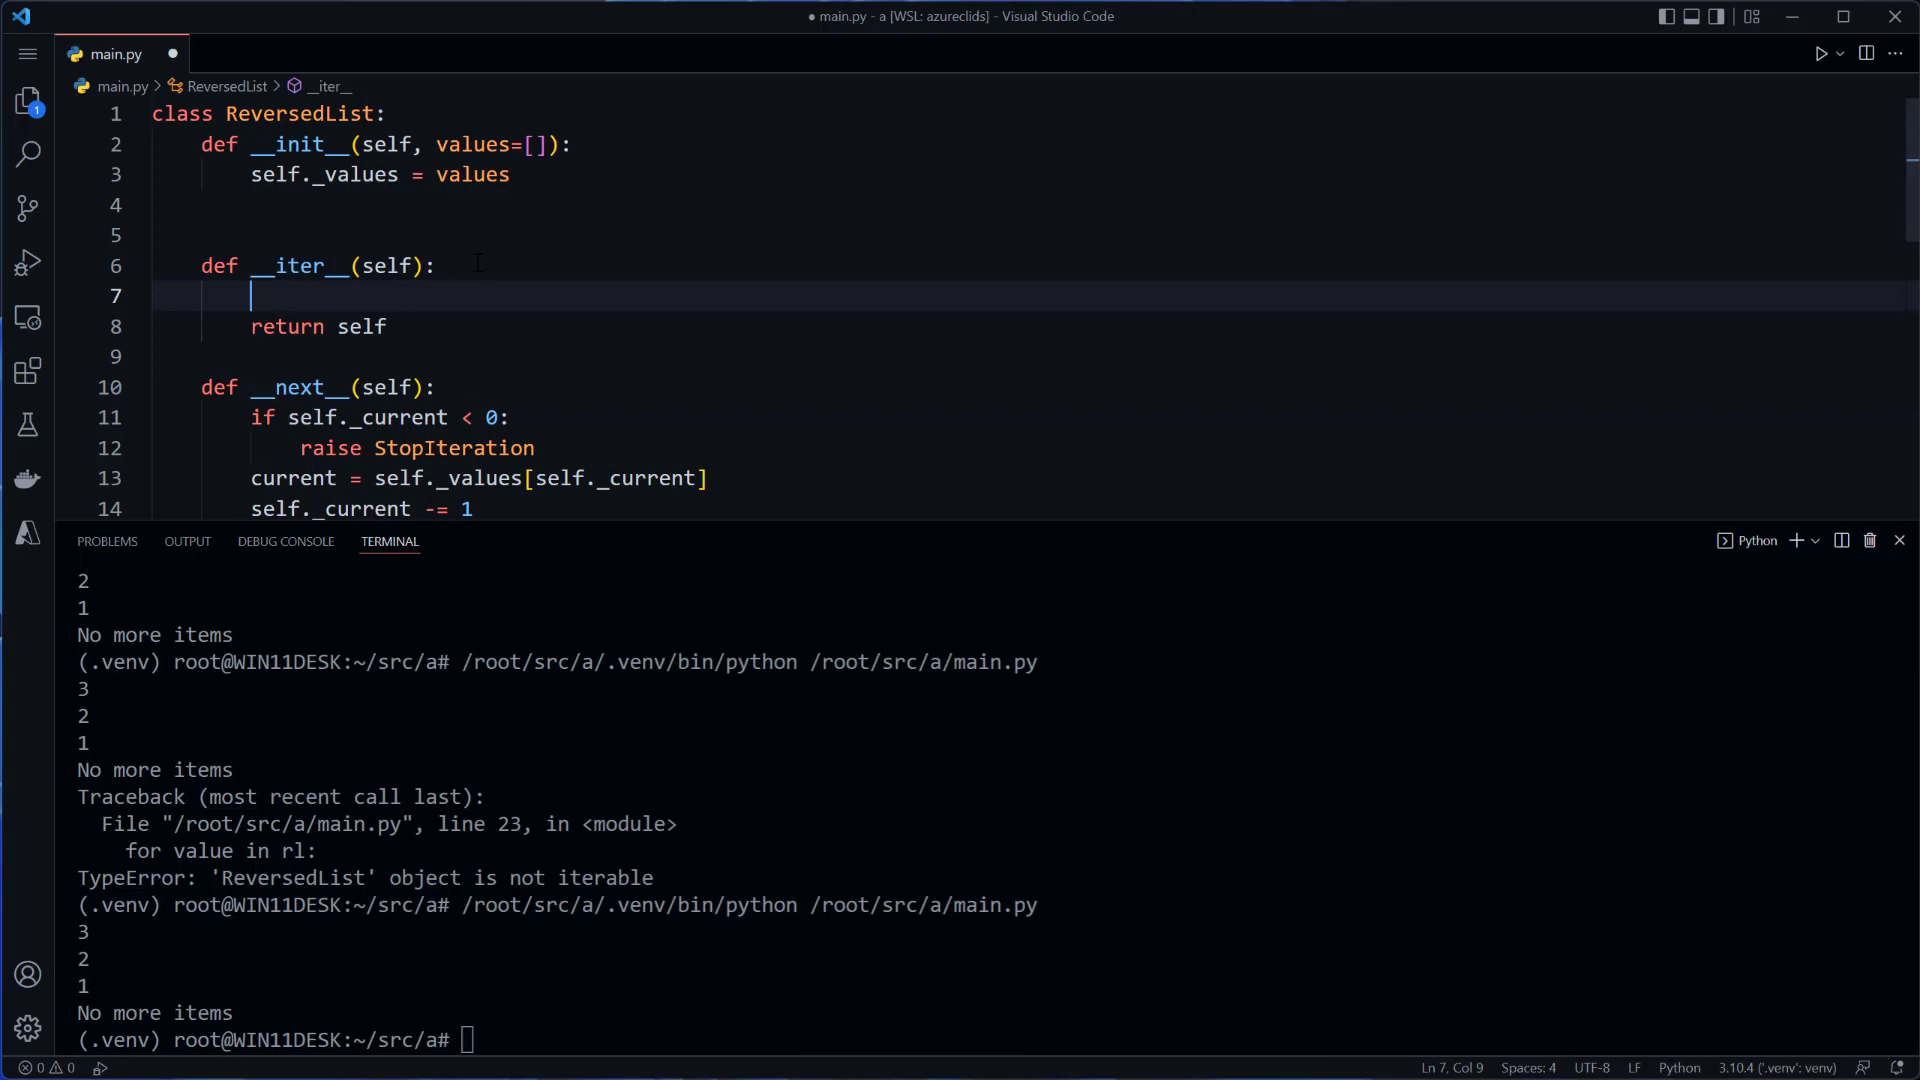 ● main.py - a [WSL: azureclids] - Visual Studio Code
main.py ●
main.py > ReversedList > __iter__
1 class ReversedList:
2 def __init__(self, values=[]):
3 self._values = values
4
5
6 def __iter__(self):
7
8 return self
9
10 def __next__(self):
11 if self._current < 0:
12 raise StopIteration
13 current = self._values[self._current]
14 self._current -= 1
1
PROBLEMS OUTPUT DEBUG CONSOLE TERMINAL Python
2
1
No more items
(.venv) root@WIN11DESK:~/src/a# /root/src/a/.venv/bin/python /root/src/a/main.py
3
2
1
No more items
Traceback (most recent call last):
File "/root/src/a/main.py", line 23, in <module>
for value in rl:
TypeError: 'ReversedList' object is not iterable
(.venv) root@WIN11DESK:~/src/a# /root/src/a/.venv/bin/python /root/src/a/main.py
3
2
1
No more items
(.venv) root@WIN11DESK:~/src/a#
0 0 Ln 7, Col 9 Spaces: 4 UTF-8 LF Python 3.10.4 ('.venv': venv)